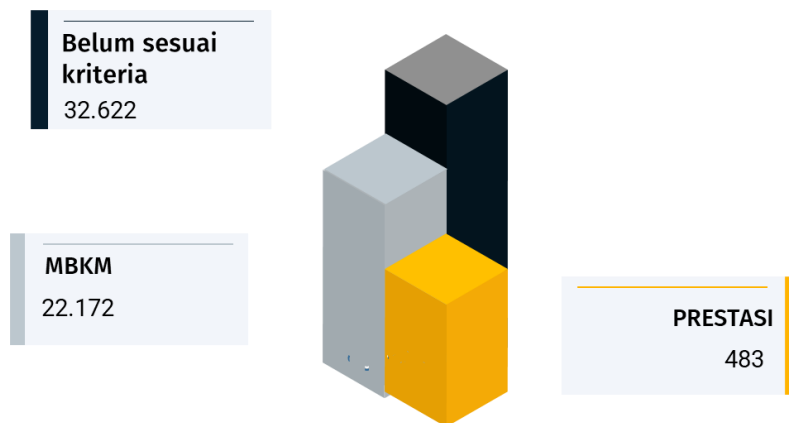 Belum sesuai
kriteria
32.622
MBKM
22.172
PRESTASI
483